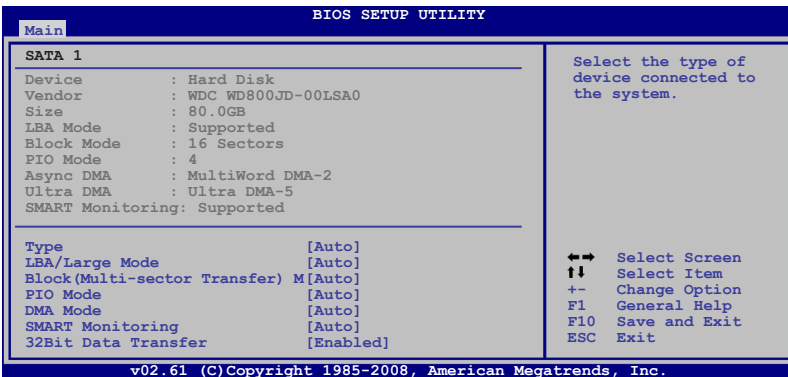 BIOS SETUP UTILITY
Main
SATA 1
Device : Hard Disk
Vendor : WDC WD800JD-00LSA0
Size : 80.0GB
LBA Mode : Supported
Block Mode : 16 Sectors
PIO Mode : 4
Async DMA : MultiWord DMA-2
Ultra DMA : Ultra DMA-5
SMART Monitoring: Supported
Type [Auto]
LBA/Large Mode [Auto]
Block(Multi-sector Transfer) M[Auto]
PIO Mode [Auto]
DMA Mode [Auto]
SMART Monitoring [Auto]
32Bit Data Transfer [Enabled]
Select the type of
device connected to
the system.
←→ Select Screen
↑↓ Select Item
+- Change Option
F1 General Help
F10 Save and Exit
ESC Exit
v02.61 (C)Copyright 1985-2008, American Megatrends, Inc.